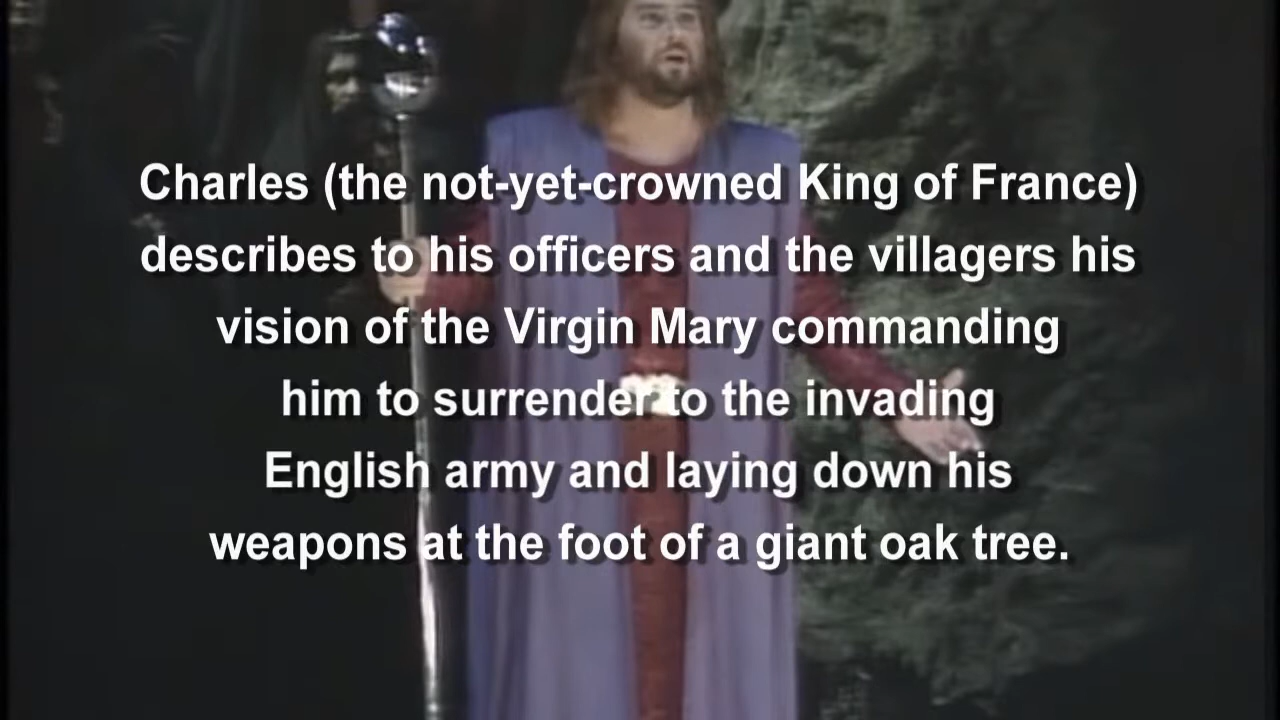 Charles (the not-yet-crowned King of France)
describes to his officers and the villagers his
vision of the Virgin Mary commanding
him to surrender to the invading
English army and laying down his
weapons at the foot of a giant oak tree.